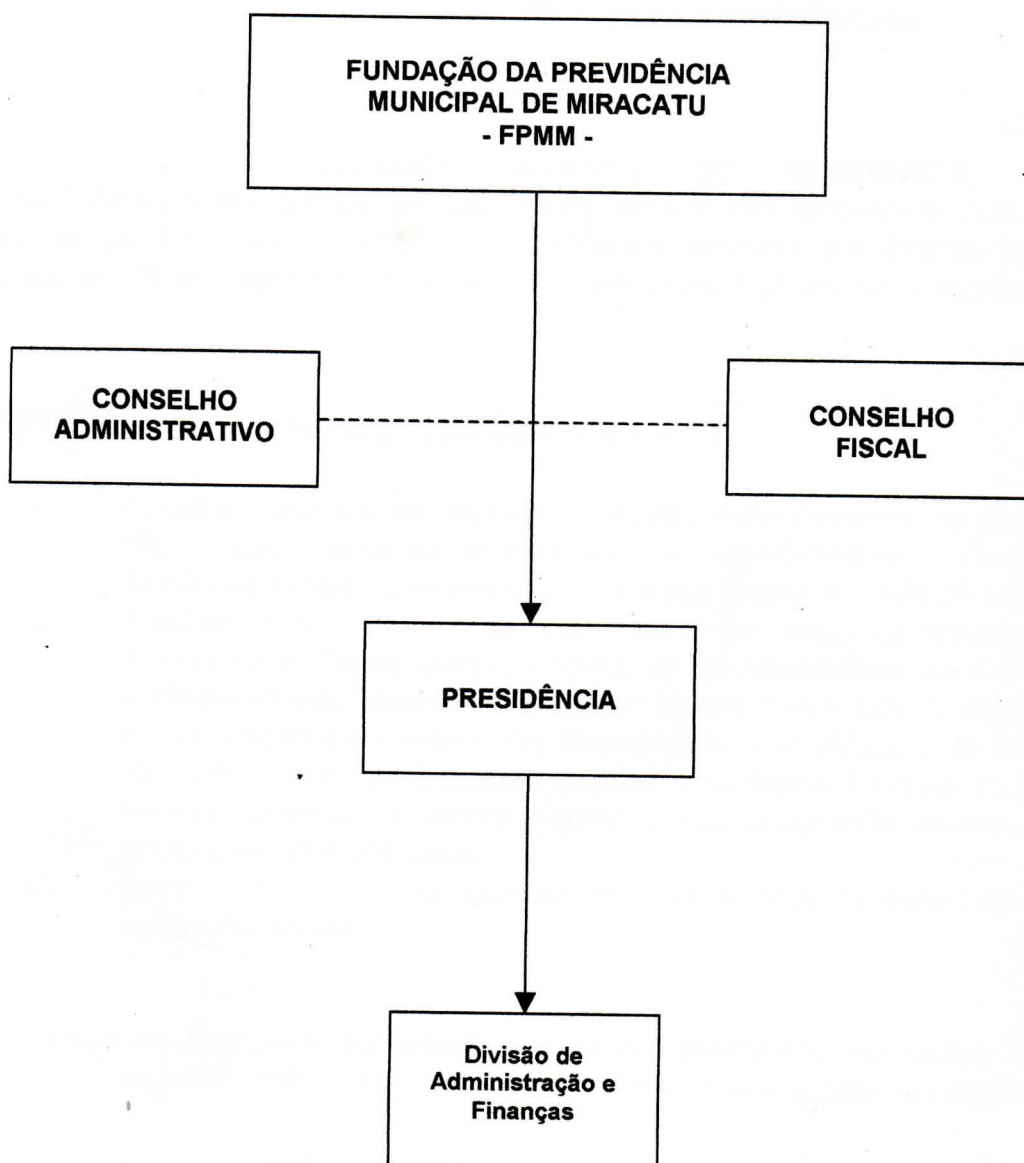 FUNDAÇÃO DA PREVIDÊNCIA
MUNICIPAL DE MIRACATU
- FPMM -
CONSELHO
ADMINISTRATIVO
CONSELHO
FISCAL
PRESIDÊNCIA
Divisão de
Administração e
Finanças